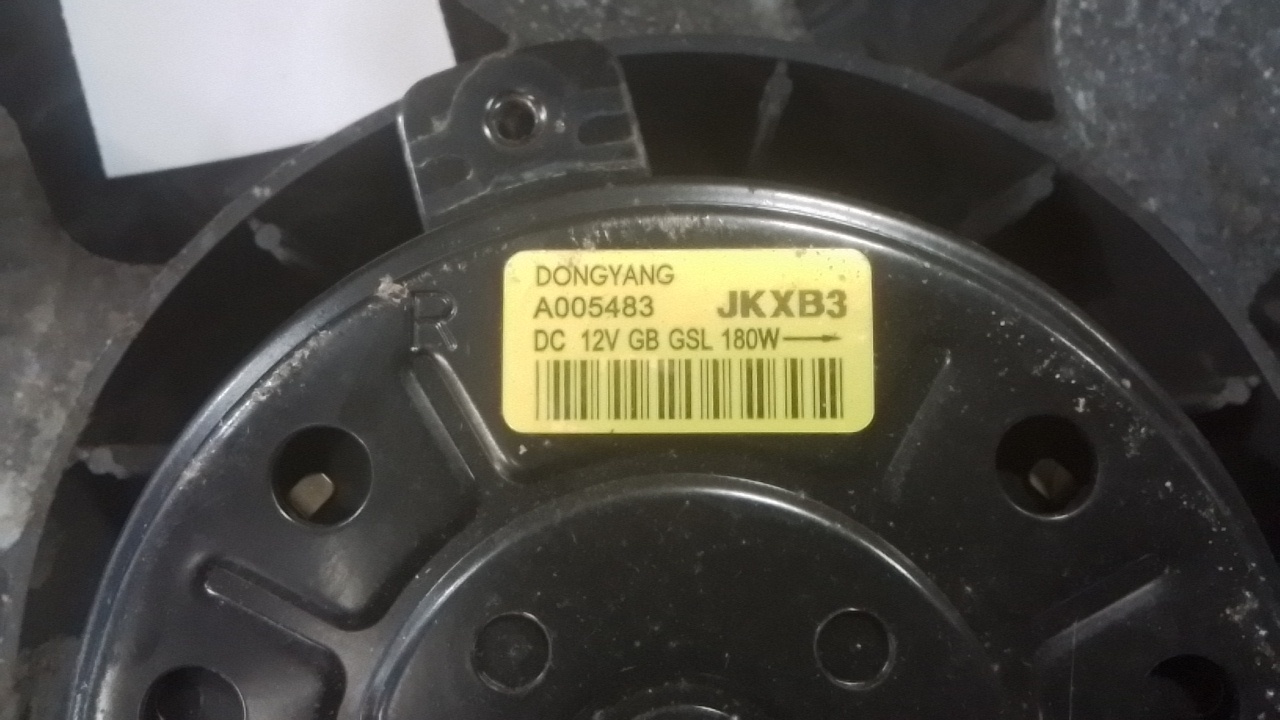 DONGYANG
A005483 JKXB3
DC 12V GB GSL 180W
R